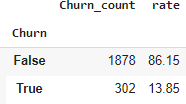 Churn_count rate
Churn
False 1878 86.15
True 302 13.85